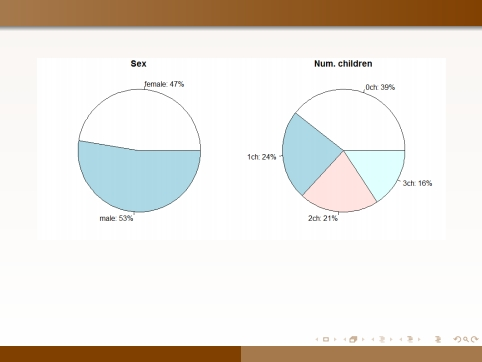 Sex
female: 47%
male: 53%
Num. children
0ch: 39%
1ch: 24%
2ch: 21%
3ch: 16%